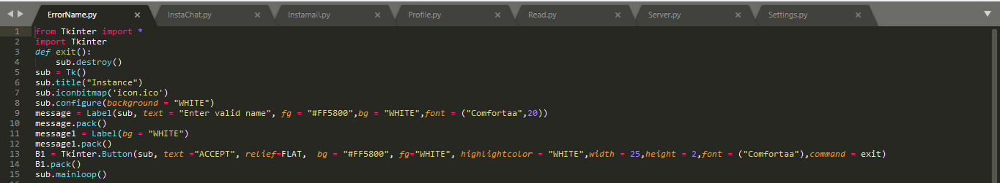 ErrorName.py InstaChat.py Instamail.py Profile.py Read.py Server.py Settings.py
1 from Tkinter import *
2 import Tkinter
3 def exit():
4     sub.destroy()
5 sub = Tk()
6 sub.title("Instance")
7 sub.iconbitmap('icon.ico')
8 sub.configure(background = "WHITE")
9 message = Label(sub, text = "Enter valid name", fg = "#FF5800",bg = "WHITE",font = ("Comfortaa",20))
10 message.pack()
11 message1 = Label(bg = "WHITE")
12 message1.pack()
13 B1 = Tkinter.Button(sub, text ="ACCEPT", relief=FLAT,  bg = "#FF5800", fg="WHITE", highlightcolor = "WHITE",width = 25,height = 2,font = ("Comfortaa"),command = exit)
14 B1.pack()
15 sub.mainloop()